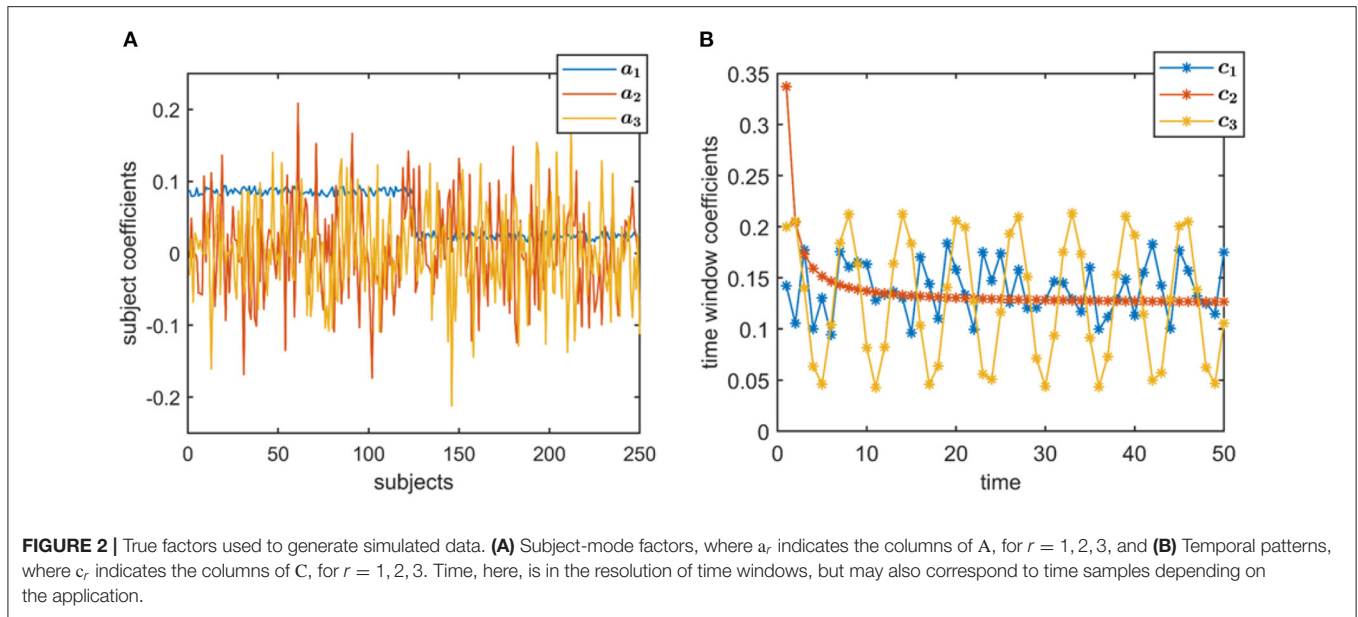 A
B
a₁
a₂
a₃
0.2
0.1
0
-0.1
-0.2
subject coefficients
0 50 100 150 200 250
subjects
c₁
c₂
c₃
0.35
0.3
0.25
0.2
0.15
0.1
0.05
0
time window coefficients
0 10 20 30 40 50
time
FIGURE 2 | True factors used to generate simulated data. (A) Subject-mode factors, where aᵣ indicates the columns of A, for r = 1, 2, 3, and (B) Temporal patterns,
where cᵣ indicates the columns of C, for r = 1, 2, 3. Time, here, is in the resolution of time windows, but may also correspond to time samples depending on
the application.